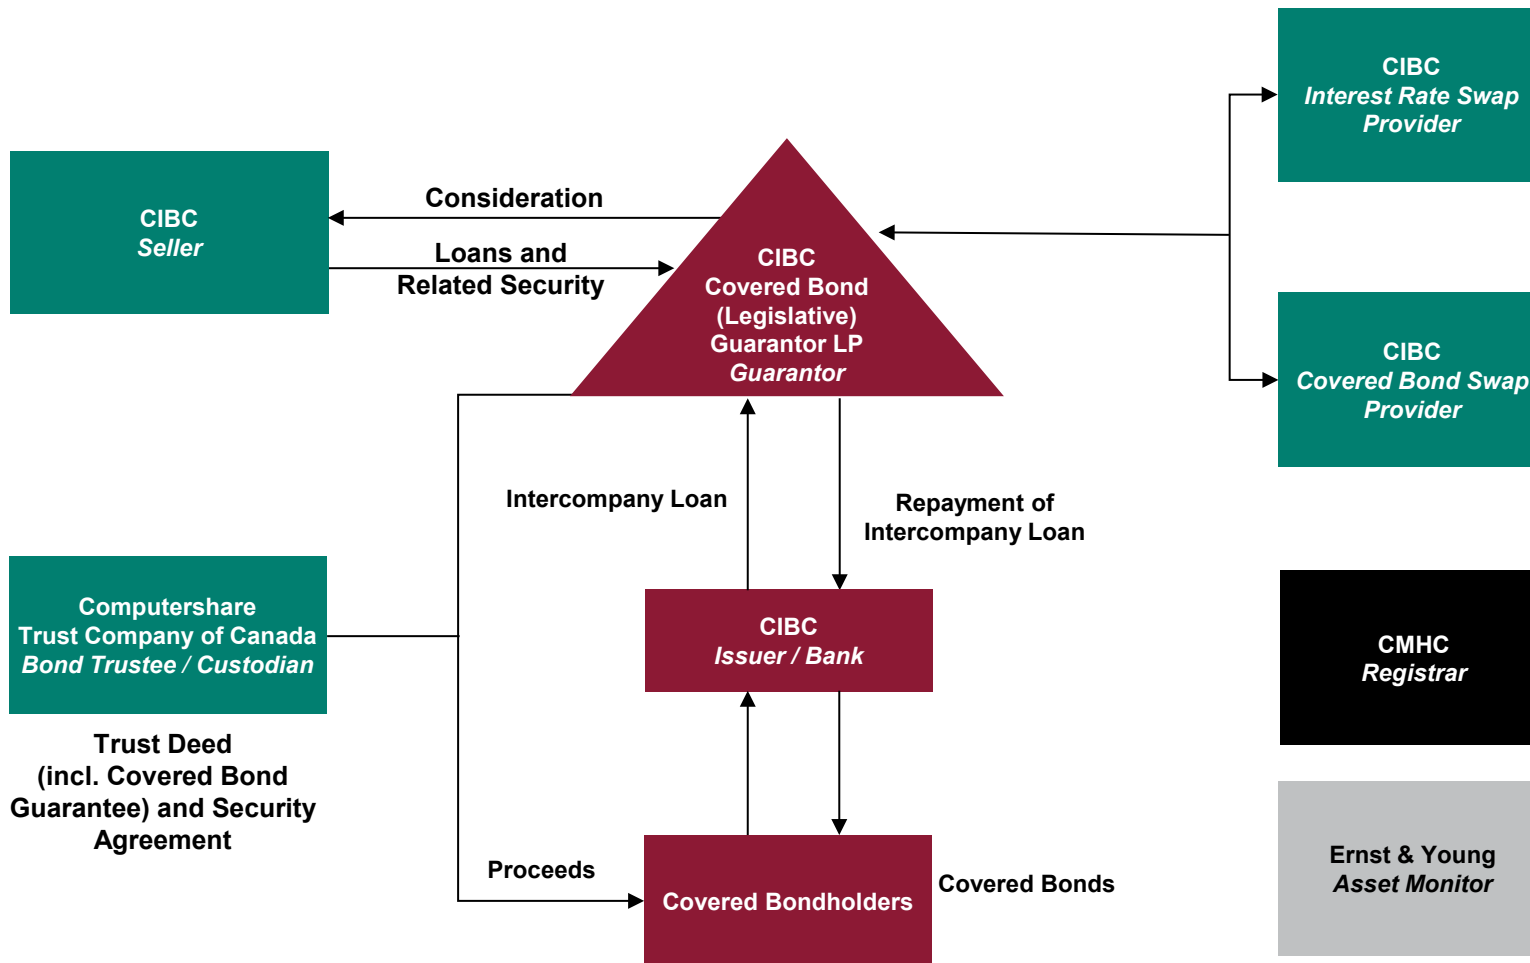 CIBC
Interest Rate Swap
Provider
CIBC
Seller
Consideration
Loans and
Related Security
CIBC
Covered Bond
(Legislative)
Guarantor LP
Guarantor
CIBC
Covered Bond Swap
Provider
Intercompany Loan
Repayment of
Intercompany Loan
Computershare
Trust Company of Canada
Bond Trustee / Custodian
CIBC
Issuer / Bank
CMHC
Registrar
Trust Deed
(incl. Covered Bond
Guarantee) and Security
Agreement
Proceeds
Covered Bondholders
Covered Bonds
Ernst & Young
Asset Monitor